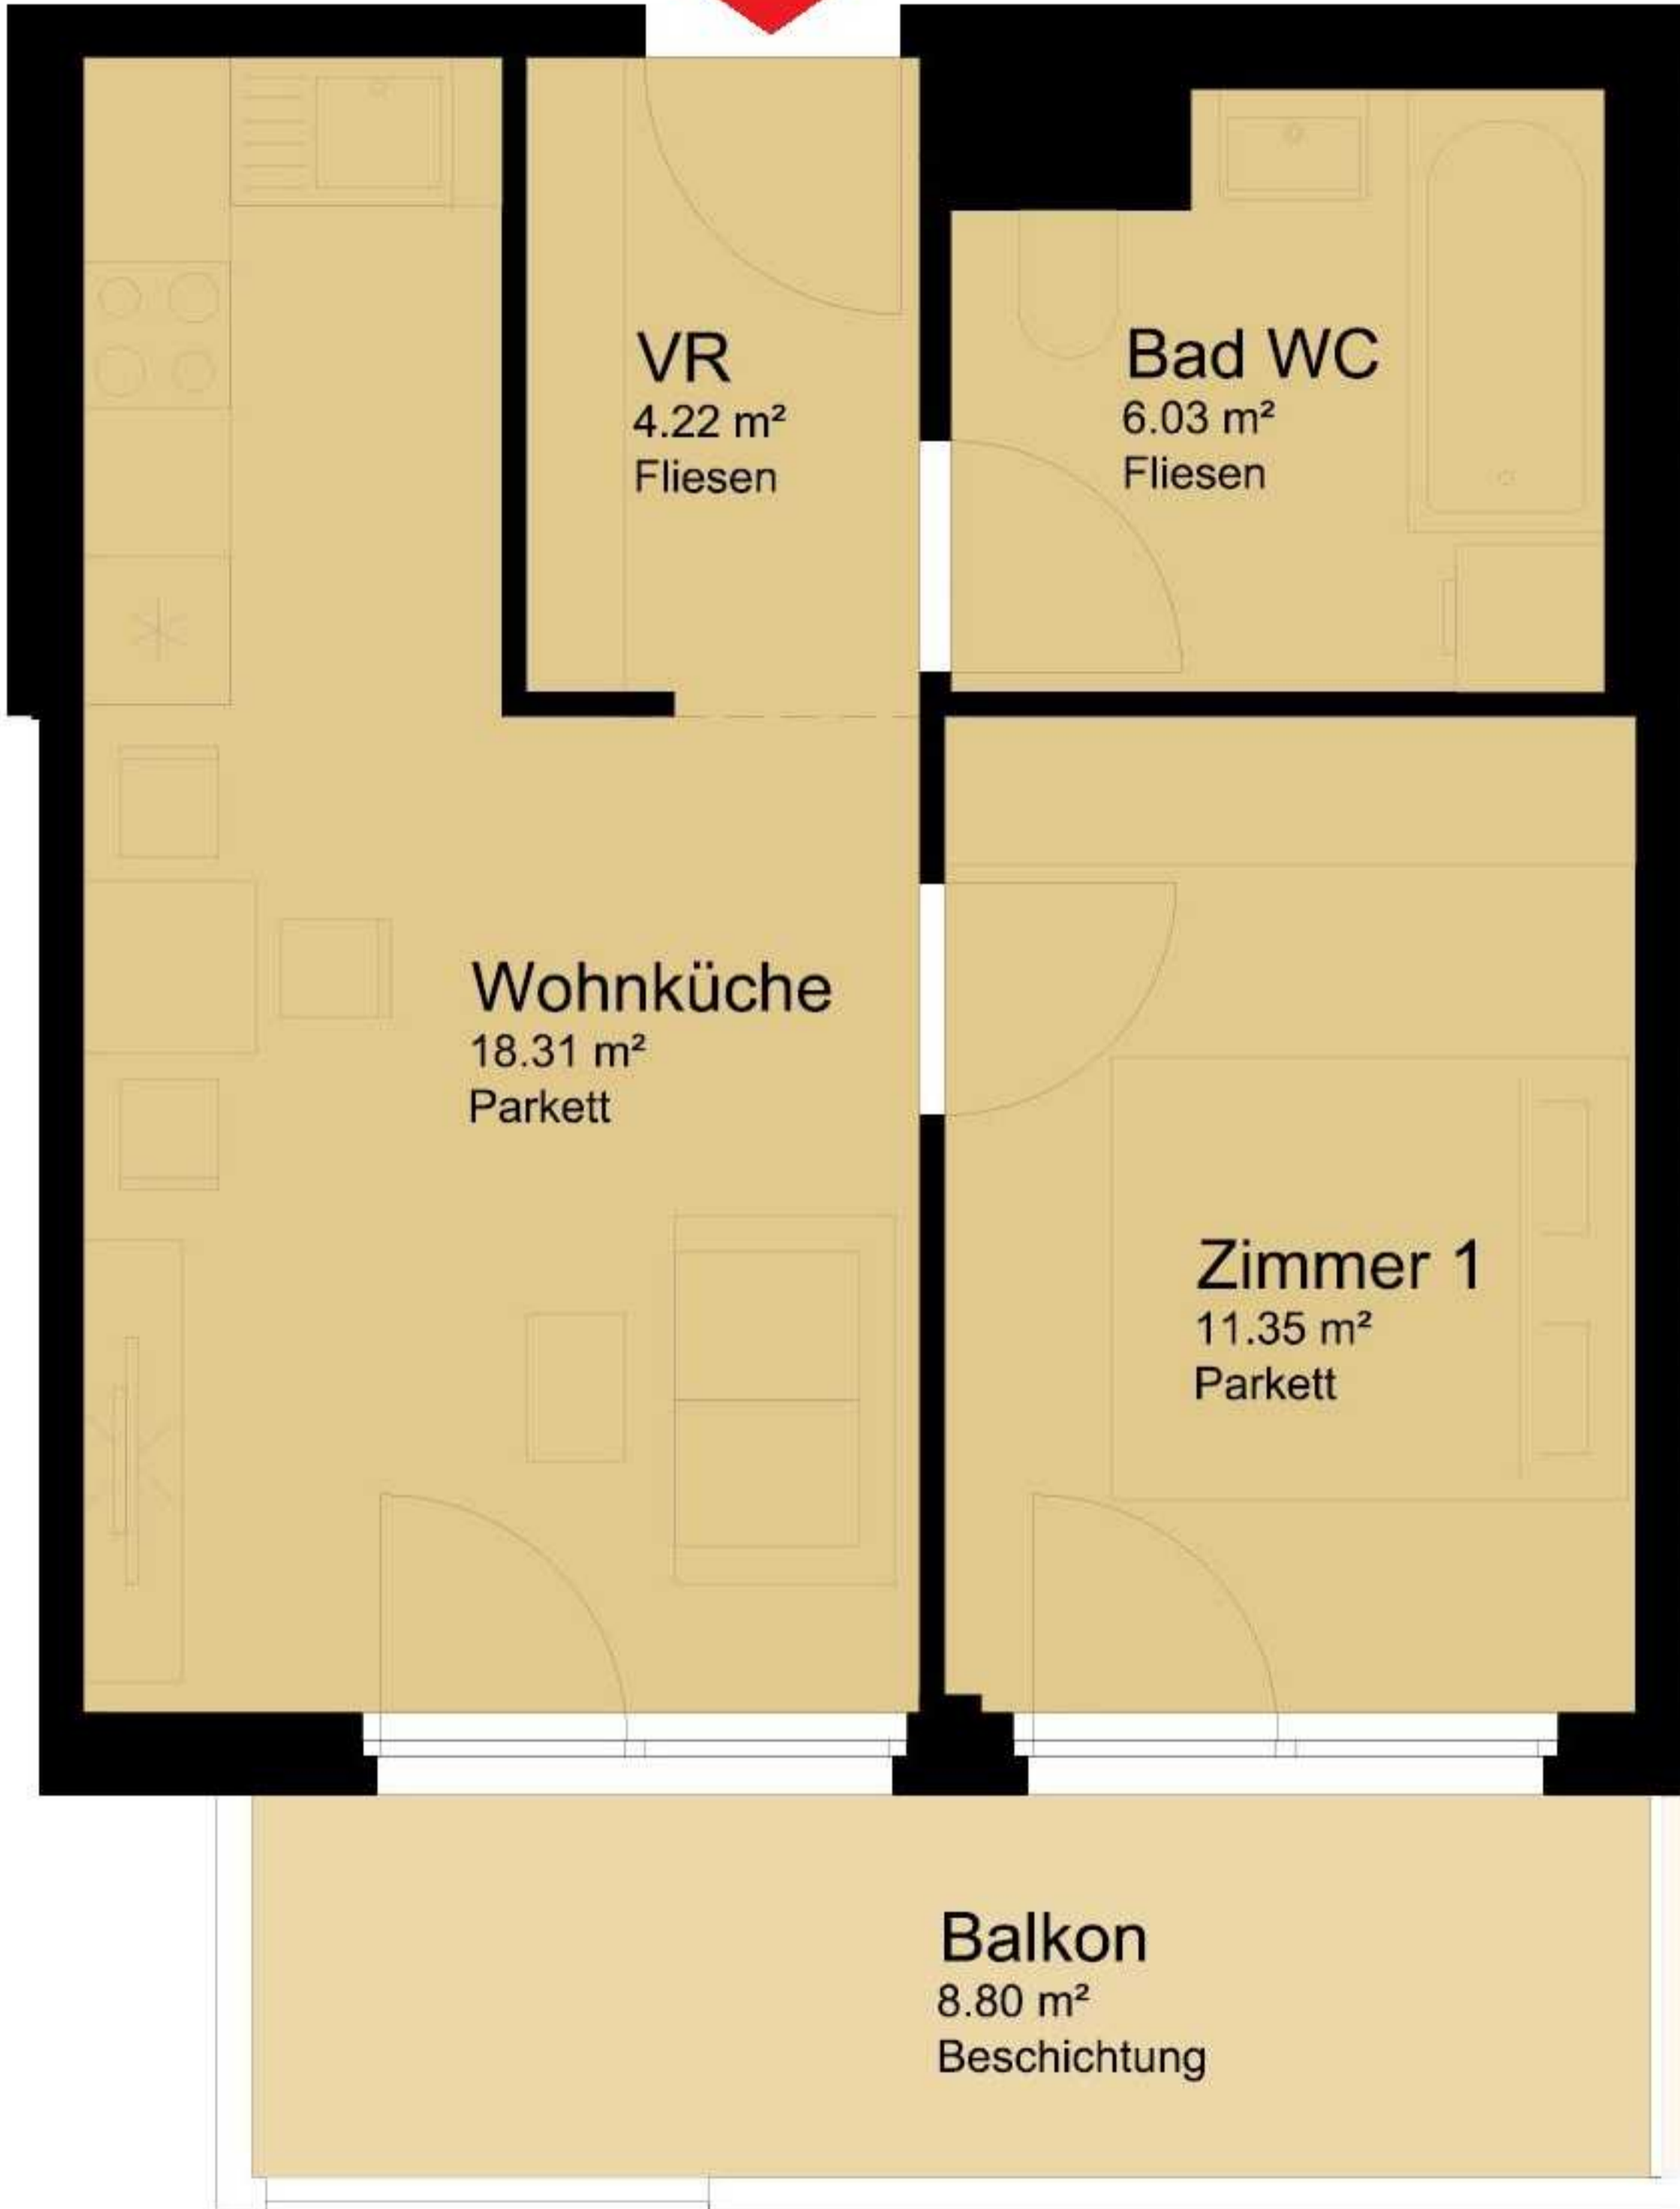 VR
4.22 m²
Fliesen
Bad WC
6.03 m²
Fliesen
Wohnküche
18.31 m²
Parkett
Zimmer 1
11.35 m²
Parkett
Balkon
8.80 m²
Beschichtung